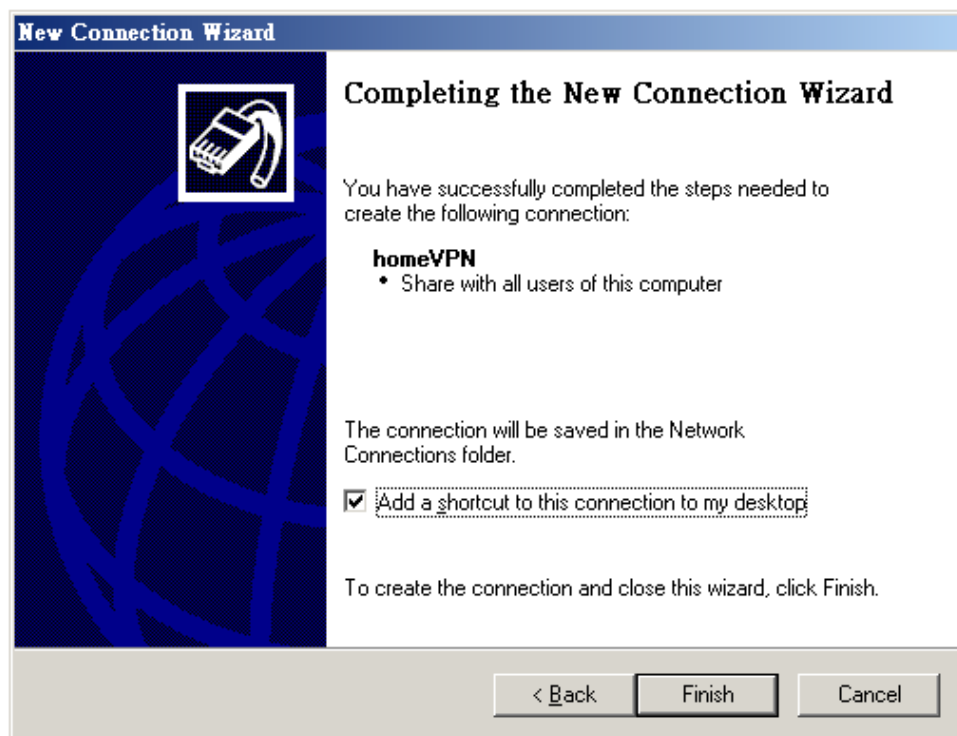 New Connection Wizard
Completing the New Connection Wizard
You have successfully completed the steps needed to
create the following connection:
homeVPN
• Share with all users of this computer
The connection will be saved in the Network
Connections folder.
Add a shortcut to this connection to my desktop
To create the connection and close this wizard, click Finish.
< Back
Finish
Cancel